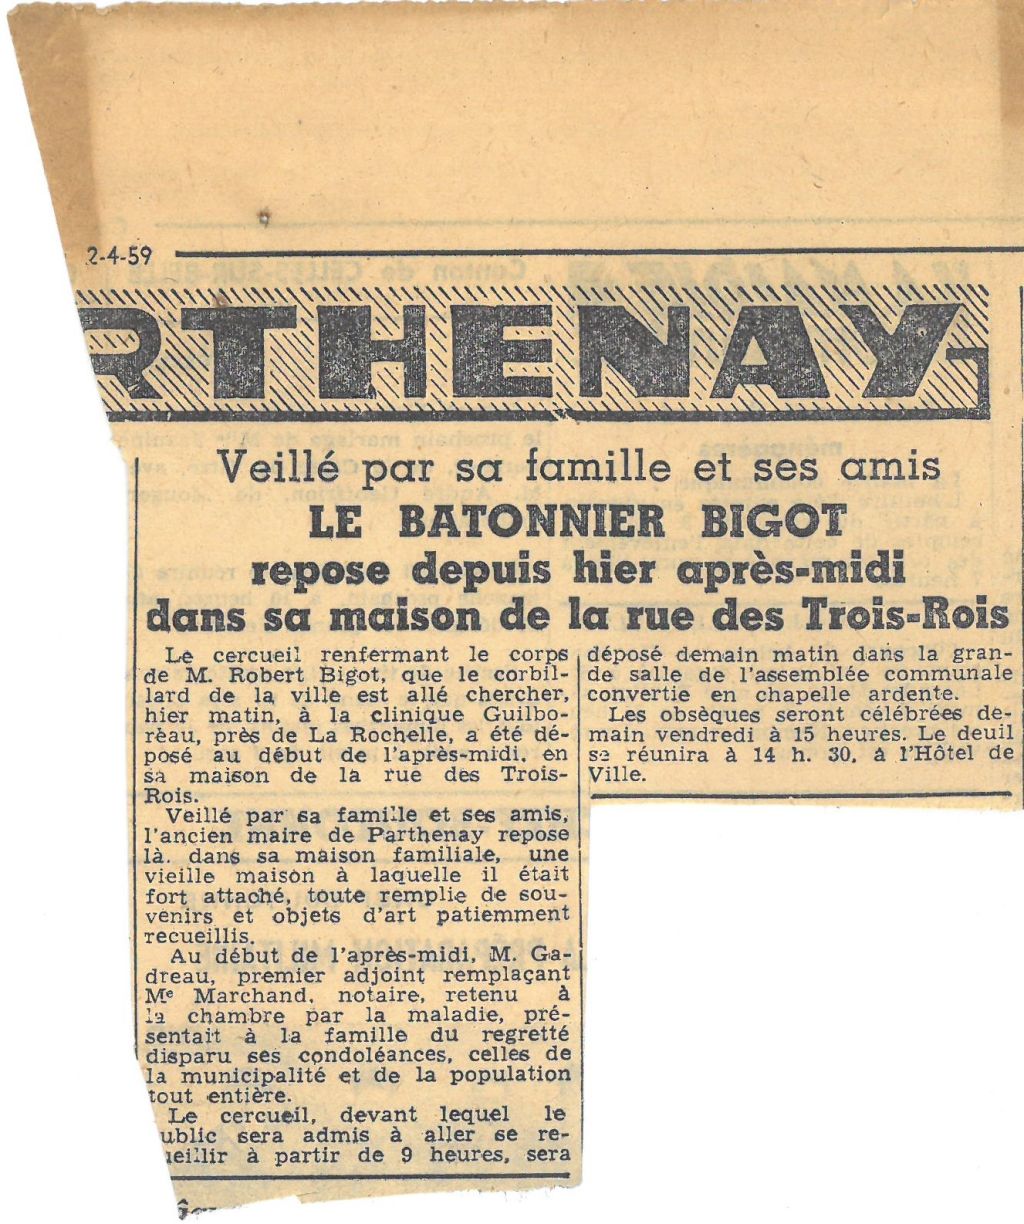 2-4-59
RTHENAY
Veillé par sa famille et ses amis
LE BATONNIER BIGOT
repose depuis hier après-midi
dans sa maison de la rue des Trois-Rois
Le cercueil renfermant le corps
de M. Robert Bigot, que le corbil-
lard de la ville est allé chercher,
hier matin, à la clinique Guilbo-
rèau, près de La Rochelle, a été dé-
posé au début de l'après-midi, en
sa maison de la rue des Trois-
Rois.
Veillé par sa famille et ses amis,
l'ancien maire de Parthenay repose
là, dans sa maison familiale, une
vieille maison à laquelle il était
fort attaché, toute remplie de sou-
venirs et objets d'art patiemment
recueillis.
Au début de l'après-midi, M. Ga-
dreau, premier adjoint remplaçant
Me Marchand, notaire, retenu à
la chambre par la maladie, pré-
sentait à la famille du regretté
disparu ses condoléances, celles de
la municipalité et de la population
tout entière.
Le cercueil, devant lequel le
ublic sera admis à aller se re-
ueillir à partir de 9 heures, sera
déposé demain matin dans la gran-
de salle de l'assemblée communale
convertie en chapelle ardente.
Les obsèques seront célébrées de-
main vendredi à 15 heures. Le deuil
se réunira à 14 h. 30, à l'Hôtel de
Ville.